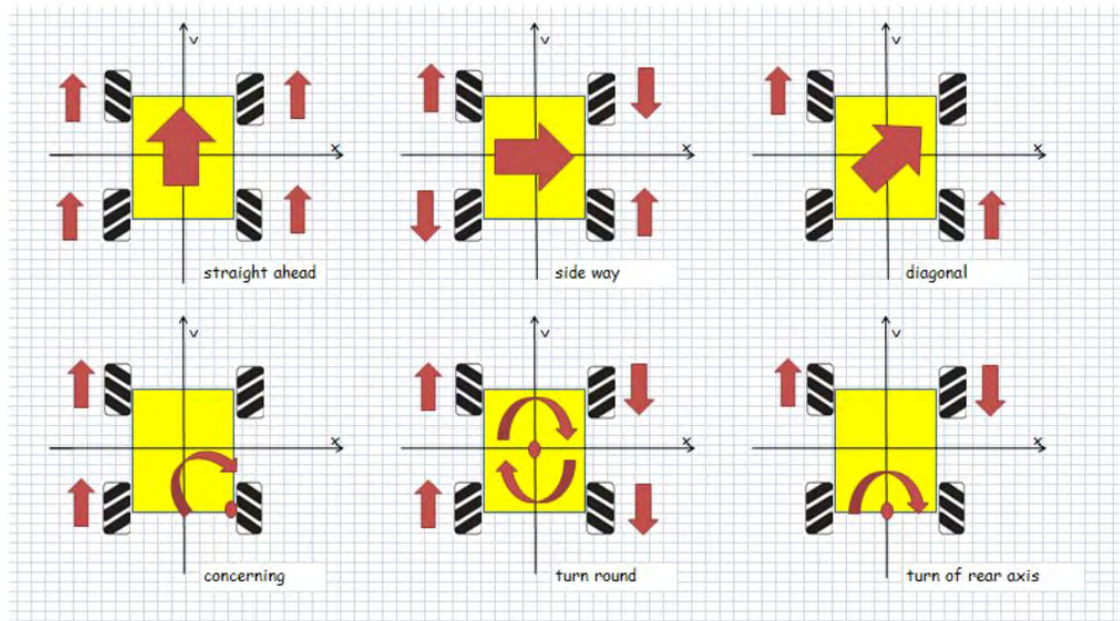 v
v
v
x
x
x
straight ahead
side way
diagonal
v
v
v
x
x
x
concerning
turn round
turn of rear axis